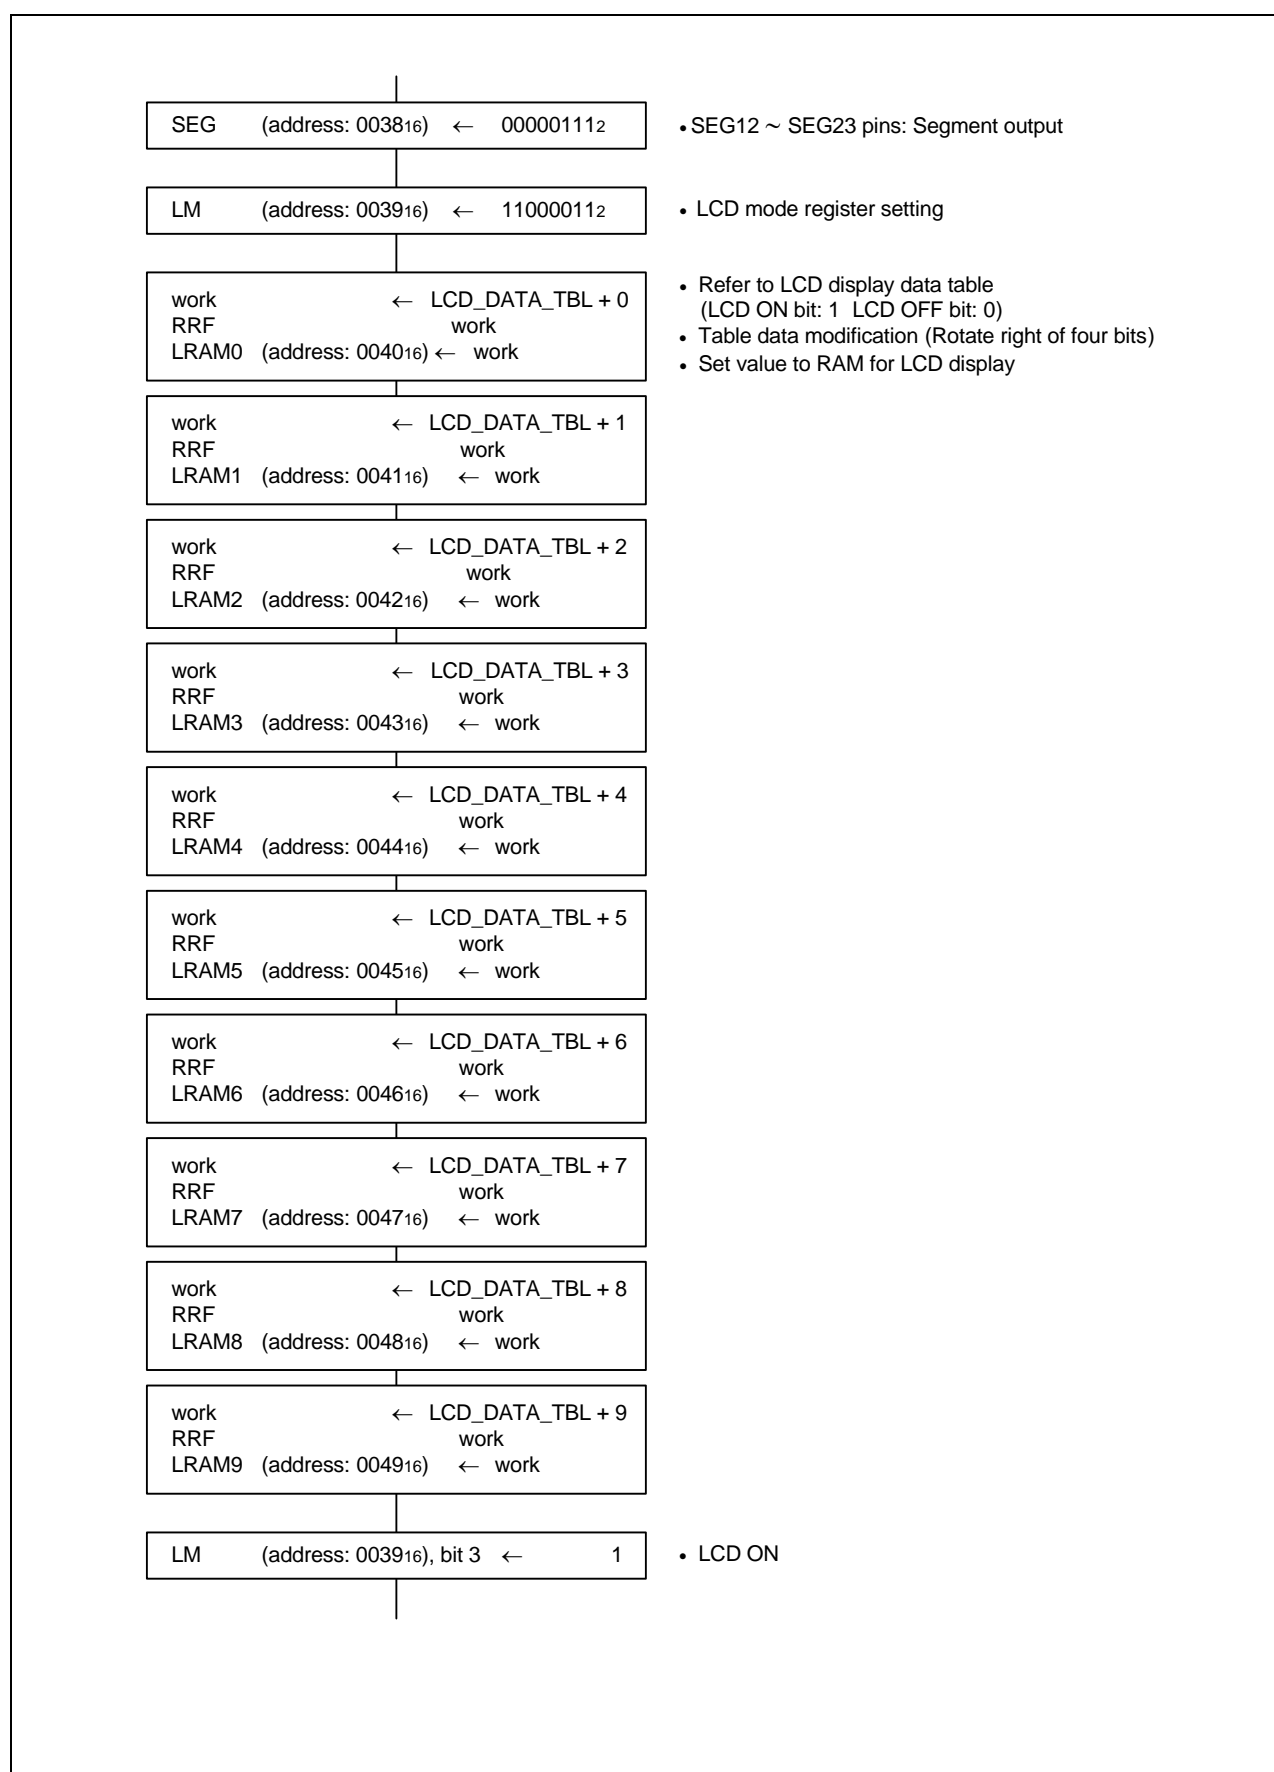 SEG (address: 003816) ← 000001112 • SEG12 ~ SEG23 pins: Segment output
LM (address: 003916) ← 110000112 • LCD mode register setting
work ← LCD_DATA_TBL + 0 • Refer to LCD display data table
(LCD ON bit: 1 LCD OFF bit: 0)
RRF work • Table data modification (Rotate right of four bits)
LRAM0 (address: 004016) ← work • Set value to RAM for LCD display
work ← LCD_DATA_TBL + 1
RRF work
LRAM1 (address: 004116) ← work
work ← LCD_DATA_TBL + 2
RRF work
LRAM2 (address: 004216) ← work
work ← LCD_DATA_TBL + 3
RRF work
LRAM3 (address: 004316) ← work
work ← LCD_DATA_TBL + 4
RRF work
LRAM4 (address: 004416) ← work
work ← LCD_DATA_TBL + 5
RRF work
LRAM5 (address: 004516) ← work
work ← LCD_DATA_TBL + 6
RRF work
LRAM6 (address: 004616) ← work
work ← LCD_DATA_TBL + 7
RRF work
LRAM7 (address: 004716) ← work
work ← LCD_DATA_TBL + 8
RRF work
LRAM8 (address: 004816) ← work
work ← LCD_DATA_TBL + 9
RRF work
LRAM9 (address: 004916) ← work
LM (address: 003916), bit 3 ← 1 • LCD ON